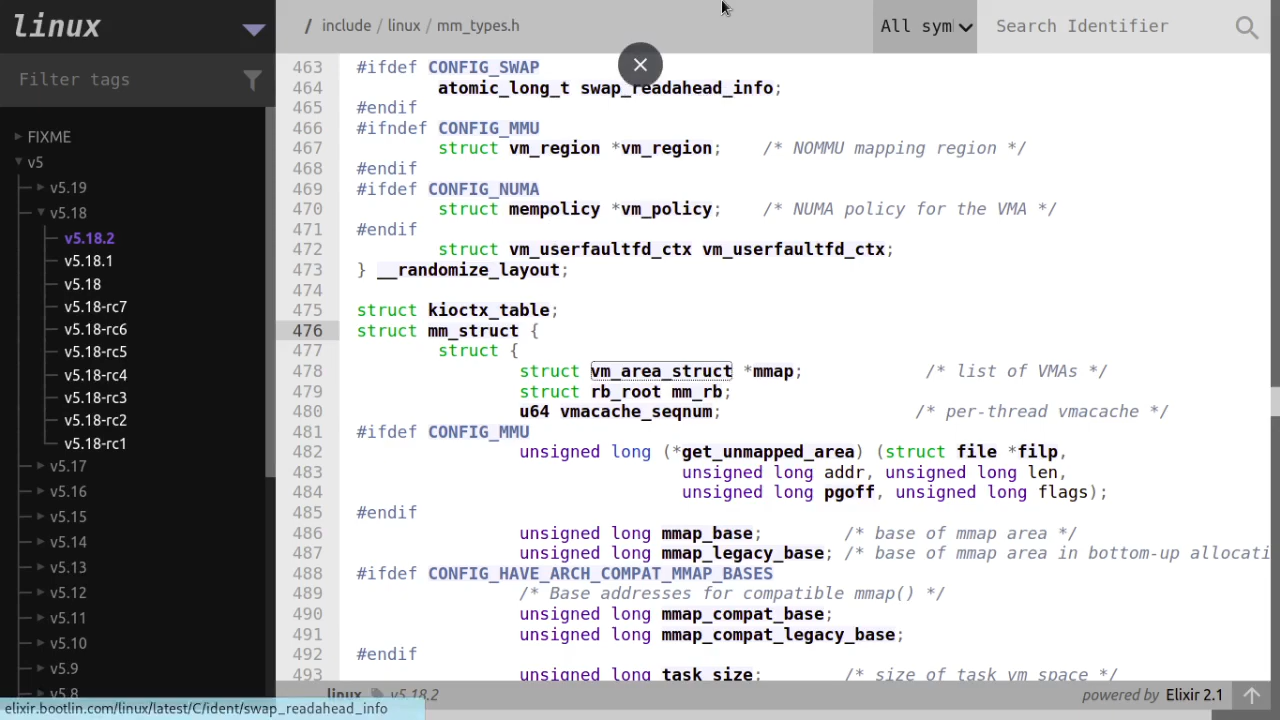 linux
/ include / linux / mm_types.h
All sym
Search Identifier
Filter tags
FIXME
v5
v5.19
v5.18
v5.18.2
v5.18.1
v5.18
v5.18-rc7
v5.18-rc6
v5.18-rc5
v5.18-rc4
v5.18-rc3
v5.18-rc2
v5.18-rc1
v5.17
v5.16
v5.15
v5.14
v5.13
v5.12
v5.11
v5.10
v5.9
v5.8
463 #ifdef CONFIG_SWAP
464 atomic_long_t swap_readahead_info;
465 #endif
466 #ifndef CONFIG_MMU
467 struct vm_region *vm_region; /* NOMMU mapping region */
468 #endif
469 #ifdef CONFIG_NUMA
470 struct mempolicy *vm_policy; /* NUMA policy for the VMA */
471 #endif
472 struct vm_userfaultfd_ctx vm_userfaultfd_ctx;
473 } __randomize_layout;
474
475 struct kioctx_table;
476 struct mm_struct {
477 struct {
478 struct vm_area_struct *mmap; /* list of VMAs */
479 struct rb_root mm_rb;
480 u64 vmacache_seqnum; /* per-thread vmacache */
481 #ifdef CONFIG_MMU
482 unsigned long (*get_unmapped_area) (struct file *filp,
483 unsigned long addr, unsigned long len,
484 unsigned long pgoff, unsigned long flags);
485 #endif
486 unsigned long mmap_base; /* base of mmap area */
487 unsigned long mmap_legacy_base; /* base of mmap area in bottom-up allocati
488 #ifdef CONFIG_HAVE_ARCH_COMPAT_MMAP_BASES
489 /* Base addresses for compatible mmap() */
490 unsigned long mmap_compat_base;
491 unsigned long mmap_compat_legacy_base;
492 #endif
493 unsigned long task_size; /* size of task vm space */
linux v5.18.2
powered by Elixir 2.1
elixir.bootlin.com/linux/latest/C/ident/swap_readahead_info